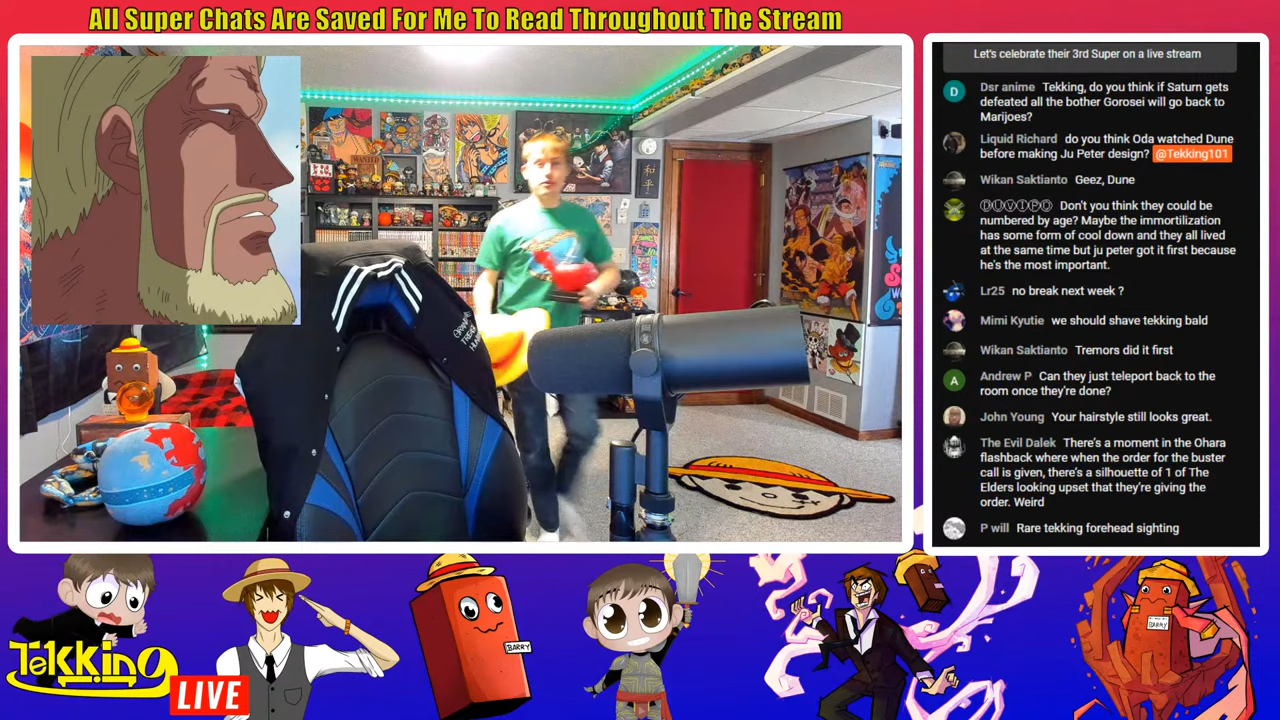 All Super Chats Are Saved For Me To Read Throughout The Stream
Let's celebrate their 3rd Super on a live stream
Dsr anime Tekking, do you think if Saturn gets
defeated all the bother Gorosei will go back to
Marijoes?
Liquid Richard do you think Oda watched Dune
before making Ju Peter design? @Tekking101
Wikan Saktianto Geez, Dune
ⒹⓊⓋⒾⓅⓄ Don't you think they could be
numbered by age? Maybe the immortilization
has some form of cool down and they all lived
at the same time but ju peter got it first because
he's the most important.
Lr25 no break next week ?
Mimi Kyutie we should shave tekking bald
Wikan Saktianto Tremors did it first
Andrew P Can they just teleport back to the
room once they're done?
John Young Your hairstyle still looks great.
The Evil Dalek There's a moment in the Ohara
flashback where when the order for the buster
call is given, there's a silhouette of 1 of The
Elders looking upset that they're giving the
order. Weird
P will Rare tekking forehead sighting
D
A
WANTED
和平
TEKKING
LIVE
BARRY
BARRY